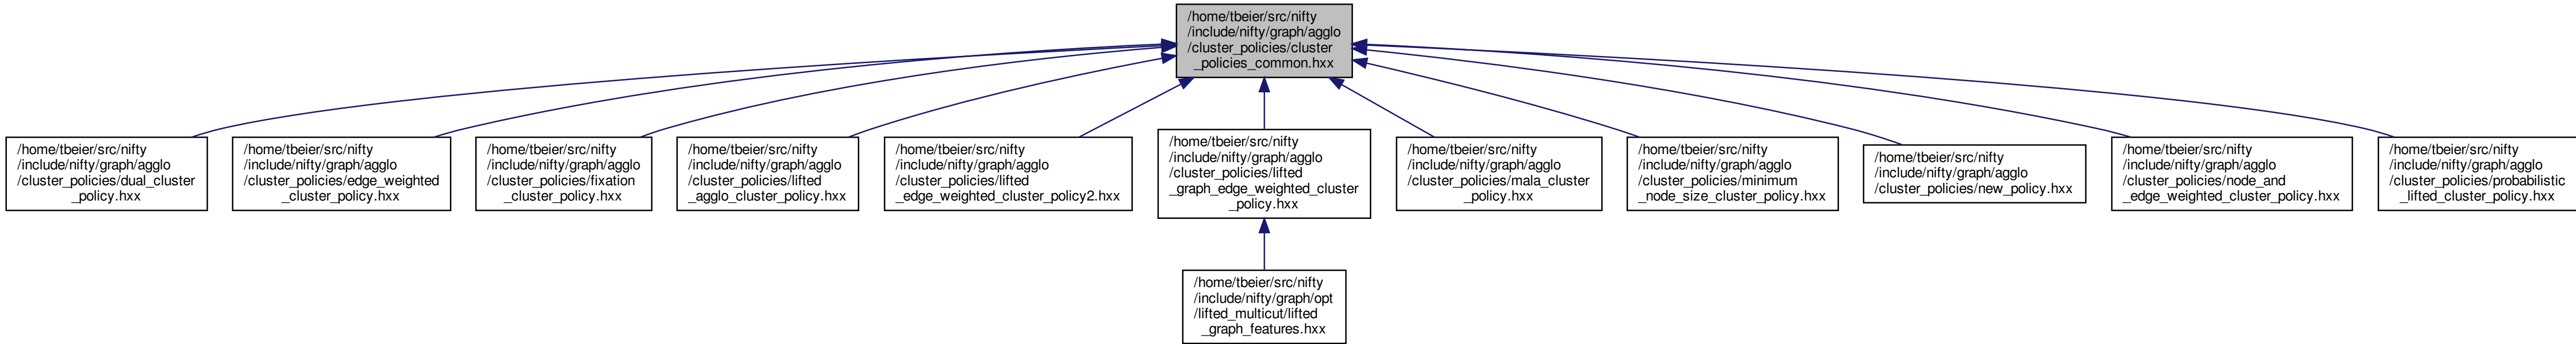 /home/tbeier/src/nifty
/include/nifty/graph/agglo
/cluster_policies/cluster
_policies_common.hxx
/home/tbeier/src/nifty
/include/nifty/graph/agglo
/cluster_policies/dual_cluster
_policy.hxx
/home/tbeier/src/nifty
/include/nifty/graph/agglo
/cluster_policies/edge_weighted
_cluster_policy.hxx
/home/tbeier/src/nifty
/include/nifty/graph/agglo
/cluster_policies/fixation
_cluster_policy.hxx
/home/tbeier/src/nifty
/include/nifty/graph/agglo
/cluster_policies/lifted
_agglo_cluster_policy.hxx
/home/tbeier/src/nifty
/include/nifty/graph/agglo
/cluster_policies/lifted
_edge_weighted_cluster_policy2.hxx
/home/tbeier/src/nifty
/include/nifty/graph/agglo
/cluster_policies/lifted
_graph_edge_weighted_cluster
_policy.hxx
/home/tbeier/src/nifty
/include/nifty/graph/agglo
/cluster_policies/mala_cluster
_policy.hxx
/home/tbeier/src/nifty
/include/nifty/graph/agglo
/cluster_policies/minimum
_node_size_cluster_policy.hxx
/home/tbeier/src/nifty
/include/nifty/graph/agglo
/cluster_policies/new_policy.hxx
/home/tbeier/src/nifty
/include/nifty/graph/agglo
/cluster_policies/node_and
_edge_weighted_cluster_policy.hxx
/home/tbeier/src/nifty
/include/nifty/graph/agglo
/cluster_policies/probabilistic
_lifted_cluster_policy.hxx
/home/tbeier/src/nifty
/include/nifty/graph/opt
/lifted_multicut/lifted
_graph_features.hxx